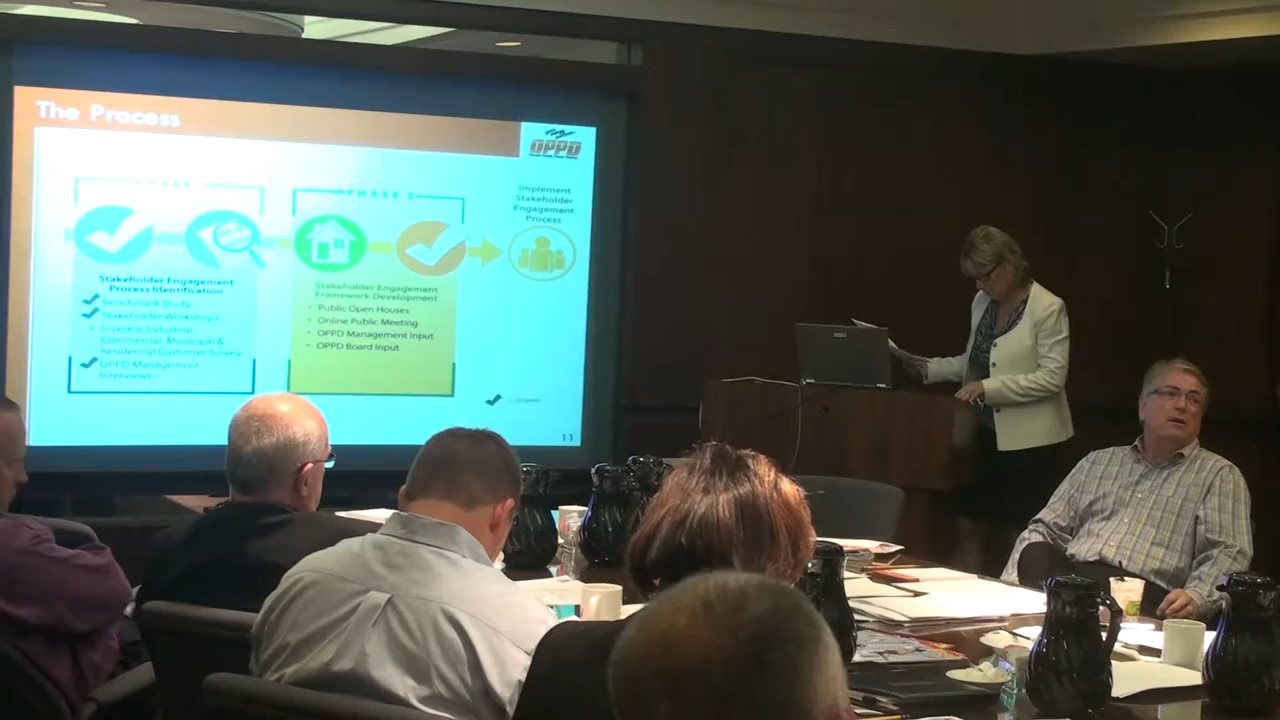 The Process
OPPD
PHASE 2
Implement
Stakeholder
Engagement
Process
Stakeholder Engagement
Process Identification
Benchmark Study
Stakeholder Workshops
• Investor, Industrial,
Commercial, Municipal &
Residential Customer Survey
OPPD Management
Interviews
Stakeholder Engagement
Framework Development
• Public Open Houses
• Online Public Meeting
• OPPD Management Input
• OPPD Board Input
11